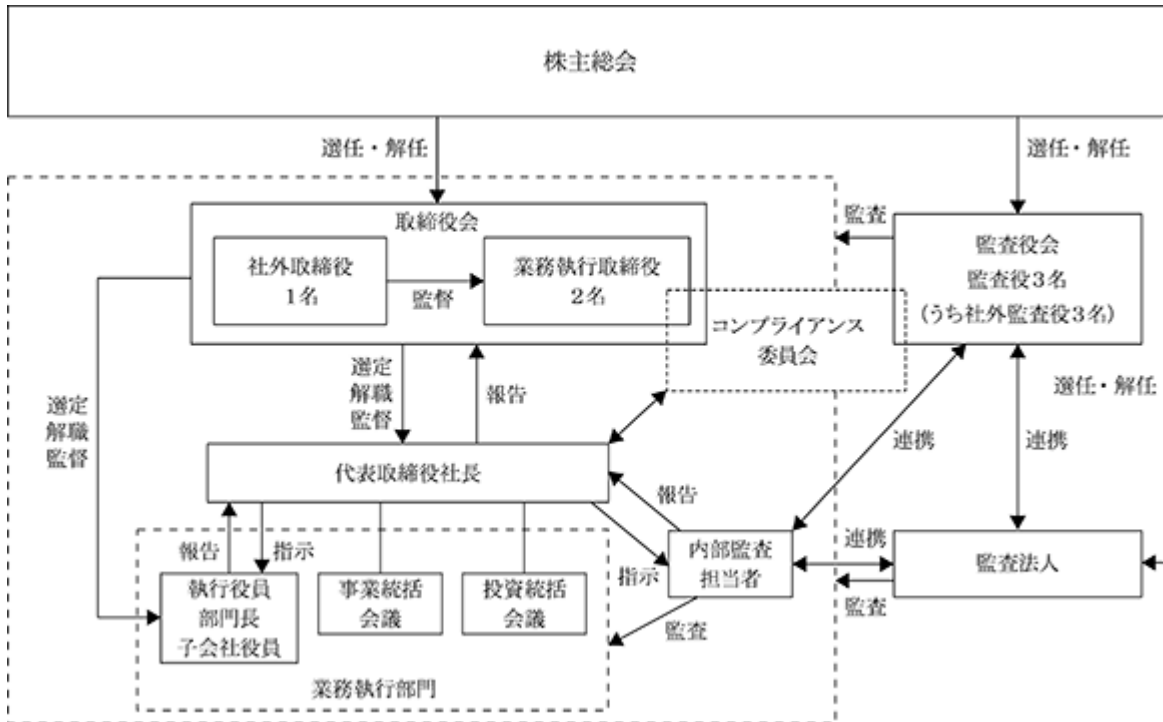 株主総会
選任・解任
選任・解任
取締役会
監査
社外取締役
1名
監督
業務執行取締役
2名
監査役会
監査役3名
(うち社外監査役3名)
コンプライアンス
委員会
選定
解職
監督
選定
解職
監督
報告
選任・解任
連携
連携
代表取締役社長
報告
報告
指示
指示
内部監査
担当者
連携
監査
監査法人
執行役員
部門長
子会社役員
事業統括
会議
投資統括
会議
監査
業務執行部門